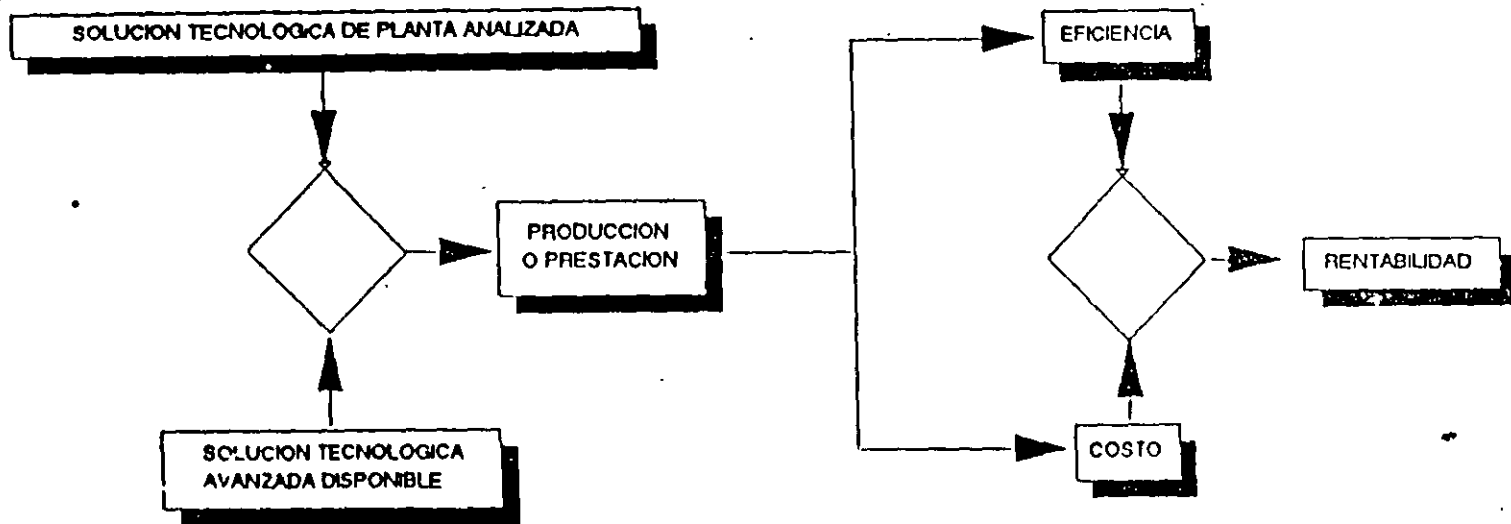 SOLUCION TECNOLOGICA DE PLANTA ANALIZADA
EFICIENCIA
PRODUCCION
O PRESTACION
RENTABILIDAD
SOLUCION TECNOLOGICA
AVANZADA DISPONIBLE
COSTO